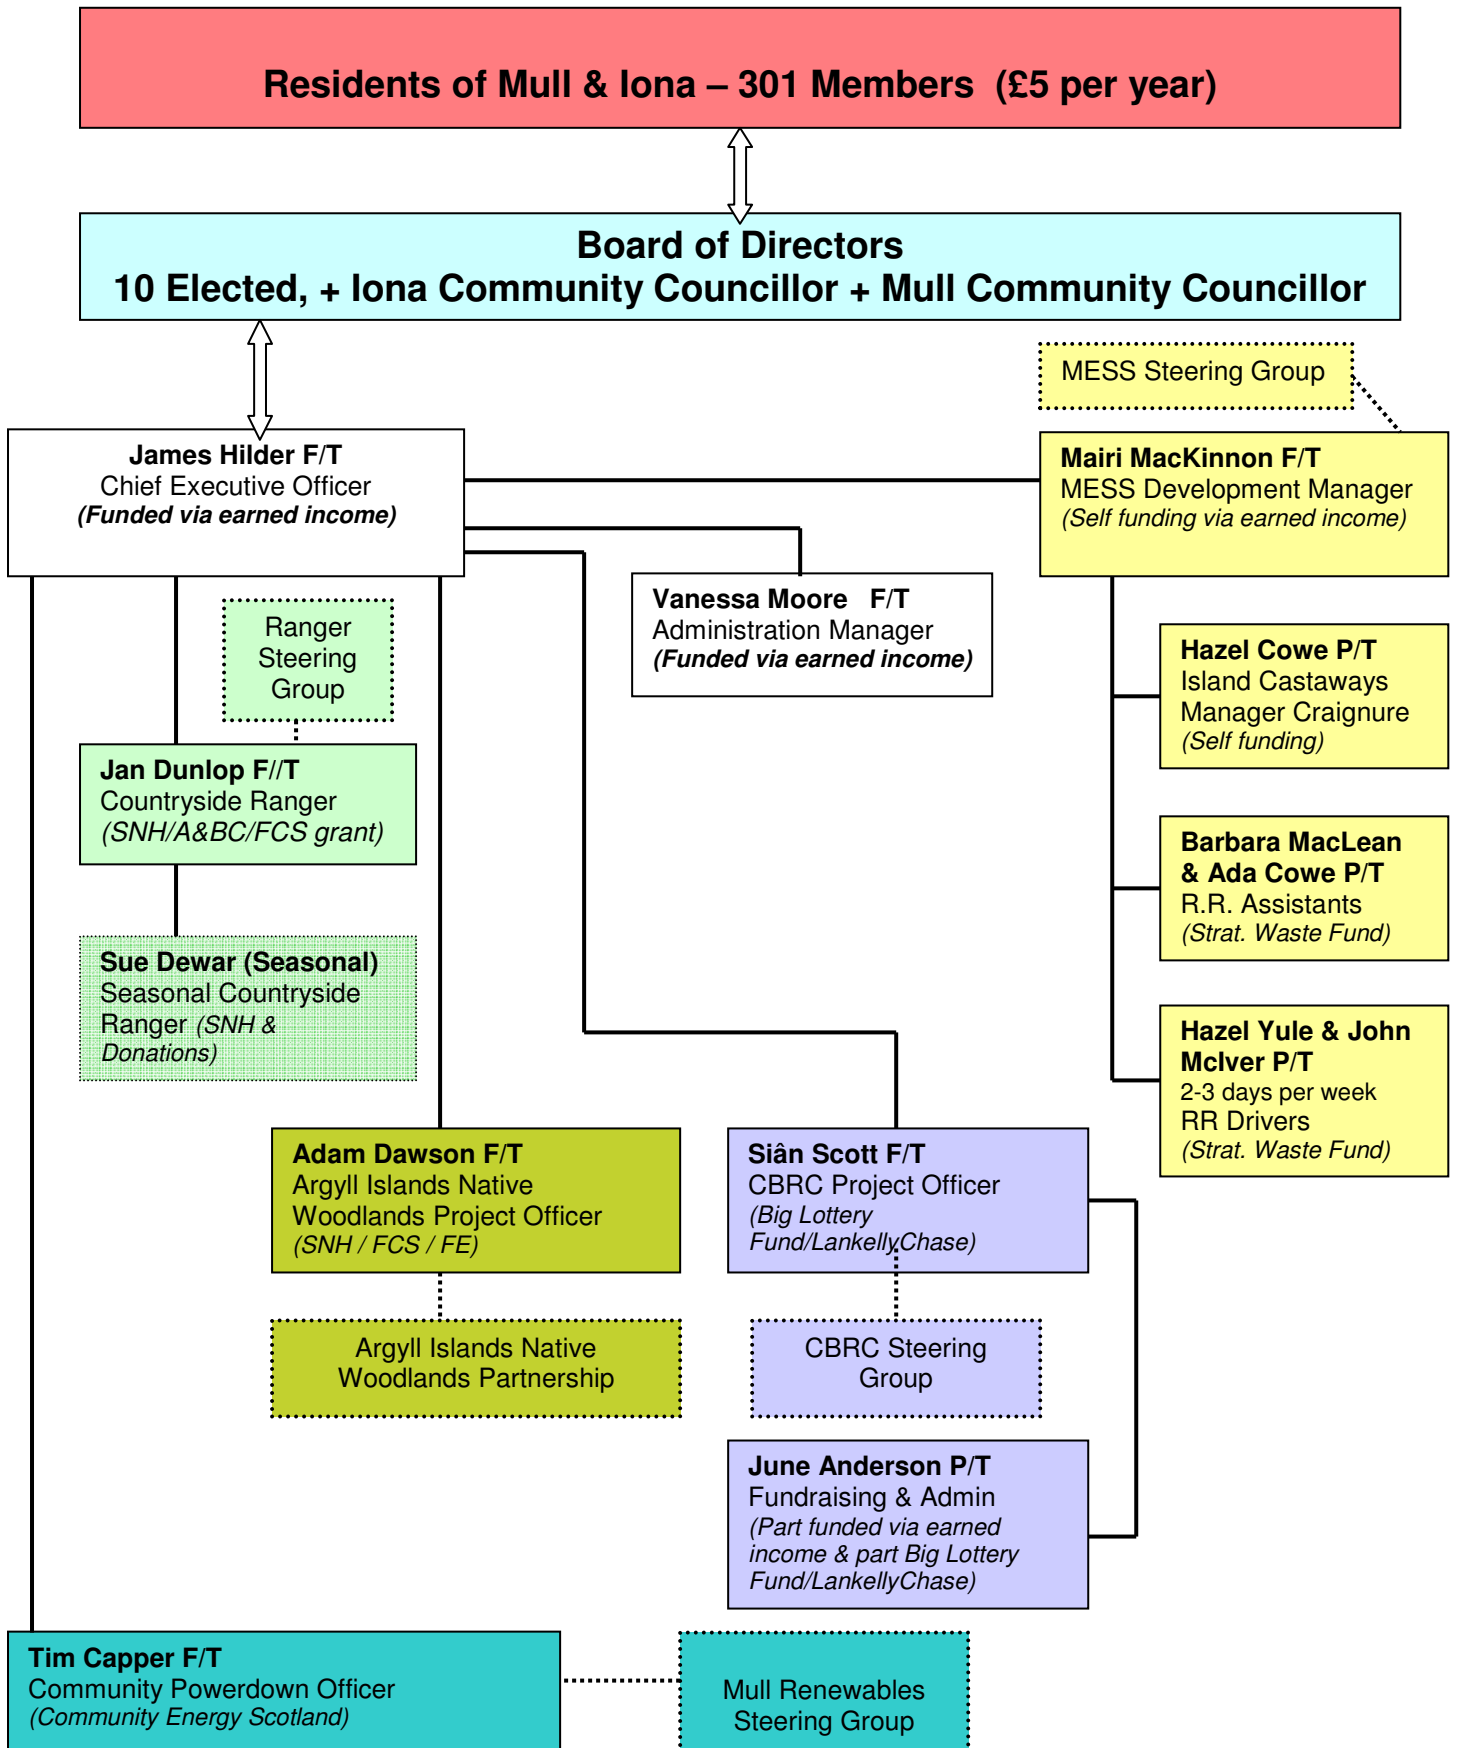 Residents of Mull & Iona – 301 Members  (£5 per year)
Board of Directors
10 Elected, + Iona Community Councillor + Mull Community Councillor
MESS Steering Group
James Hilder F/T
Chief Executive Officer
(Funded via earned income)
Mairi MacKinnon F/T
MESS Development Manager
(Self funding via earned income)
Vanessa Moore   F/T
Administration Manager
(Funded via earned income)
Ranger
Steering
Group
Hazel Cowe P/T
Island Castaways
Manager Craignure
(Self funding)
Jan Dunlop F//T
Countryside Ranger
(SNH/A&BC/FCS grant)
Barbara MacLean
& Ada Cowe P/T
R.R. Assistants
(Strat. Waste Fund)
Sue Dewar (Seasonal)
Seasonal Countryside
Ranger (SNH &
Donations)
Hazel Yule & John
McIver P/T
2-3 days per week
RR Drivers
(Strat. Waste Fund)
Adam Dawson F/T
Argyll Islands Native
Woodlands Project Officer
(SNH / FCS / FE)
Siân Scott F/T
CBRC Project Officer
(Big Lottery
Fund/LankellyChase)
Argyll Islands Native
Woodlands Partnership
CBRC Steering
Group
June Anderson P/T
Fundraising & Admin
(Part funded via earned
income & part Big Lottery
Fund/LankellyChase)
Tim Capper F/T
Community Powerdown Officer
(Community Energy Scotland)
Mull Renewables
Steering Group